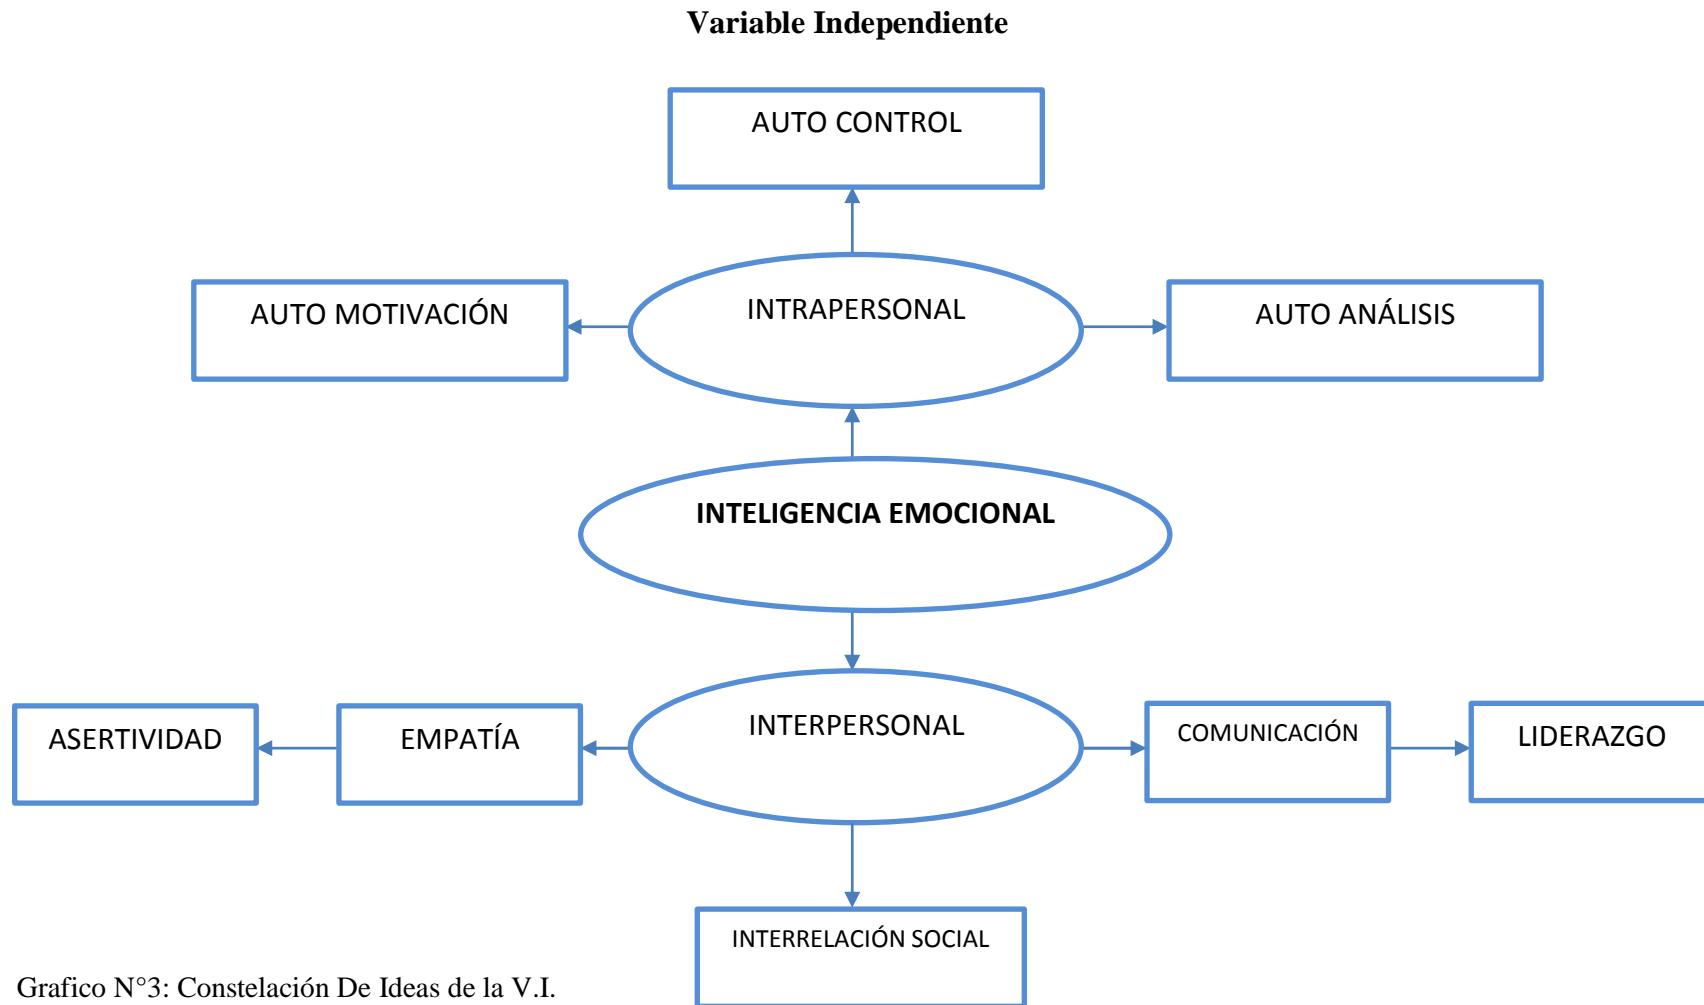 Variable Independiente
AUTO CONTROL
AUTO MOTIVACIÓN
INTRAPERSONAL
AUTO ANÁLISIS
INTELIGENCIA EMOCIONAL
ASERTIVIDAD
EMPATÍA
INTERPERSONAL
COMUNICACIÓN
LIDERAZGO
INTERRELACIÓN SOCIAL
Grafico N°3: Constelación De Ideas de la V.I.